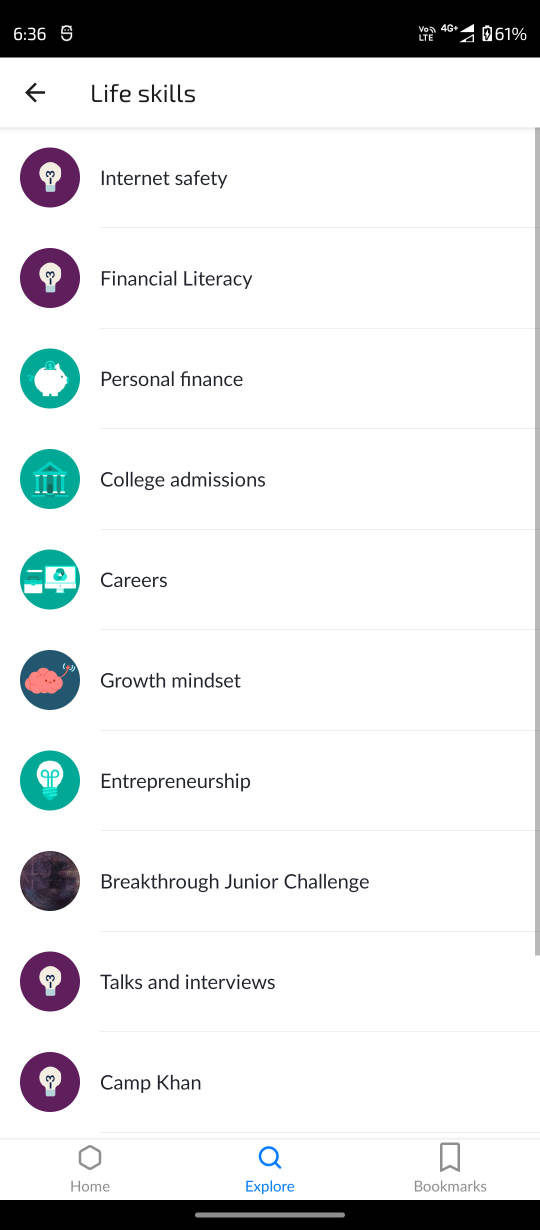 6:36
Vo LTE 4G+ 61%
Life skills
Internet safety
Financial Literacy
Personal finance
College admissions
Careers
Growth mindset
Entrepreneurship
Breakthrough Junior Challenge
Talks and interviews
Camp Khan
Home
Explore
Bookmarks